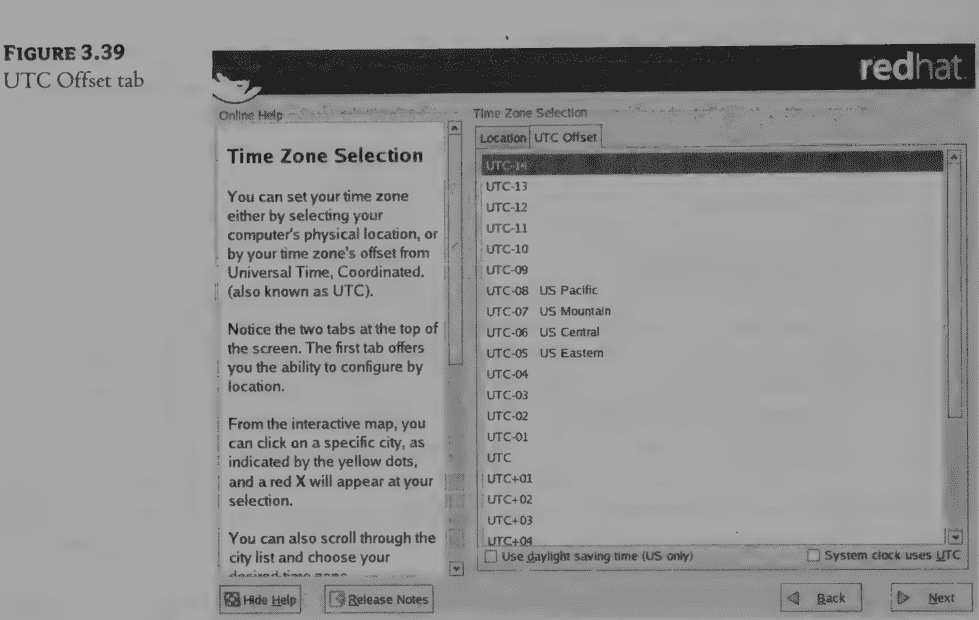 FIGURE 3.39
UTC Offset tab
redhat.
Online Help
Time Zone Selection
You can set your time zone
either by selecting your
computer's physical location, or
by your time zone's offset from
Universal Time, Coordinated.
(also known as UTC).
Notice the two tabs at the top of
the screen. The first tab offers
you the ability to configure by
location.
From the interactive map, you
can click on a specific city, as
indicated by the yellow dots,
and a red X will appear at your
selection.
You can also scroll through the
city list and choose your
desired time zone
Time Zone Selection
Location UTC Offset
UTC-14
UTC-13
UTC-12
UTC-11
UTC-10
UTC-09
UTC-08 US Pacific
UTC-07 US Mountain
UTC-06 US Central
UTC-05 US Eastern
UTC-04
UTC-03
UTC-02
UTC-01
UTC
UTC+01
UTC+02
UTC+03
UTC+04
Use daylight saving time (US only)
System clock uses UTC
Hide Help
Release Notes
Back
Next